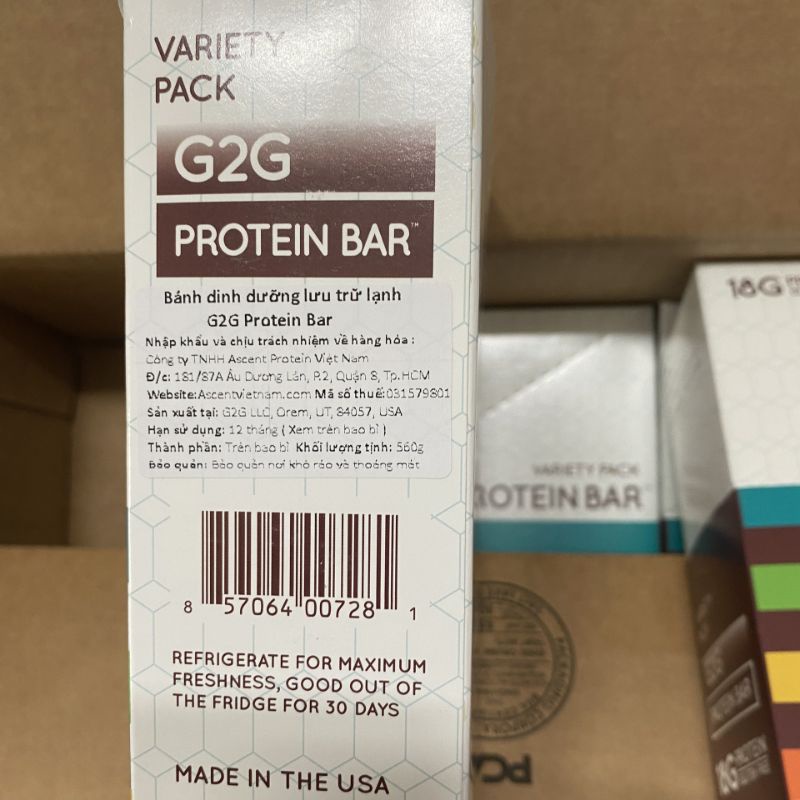 VARIETY
PACK
G2G
PROTEIN BAR™
Bánh dinh dưỡng lưu trữ lạnh
G2G Protein Bar
Nhập khẩu và chịu trách nhiệm về hàng hóa :
Công ty TNHH Ascent Protein Việt Nam
Đ/c: 181/87A Âu Dương Lân, P.2, Quận 8, Tp.HCM
Website:Ascentvietnam.com Mã số thuế:031579801
Sản xuất tại: G2G LLC, Orem, UT, 84057, USA
Hạn sử dụng: 12 tháng ( Xem trên bao bì )
Thành phần: Trên bao bì Khối lượng tịnh: 560g
Bảo quản: Bảo quản nơi khô ráo và thoáng mát
8 57064 00728 1
REFRIGERATE FOR MAXIMUM
FRESHNESS, GOOD OUT OF
THE FRIDGE FOR 30 DAYS
MADE IN THE USA
VARIETY PACK
ROTEIN BAR™
18G
PROTEIN BAR
18G PROTEIN